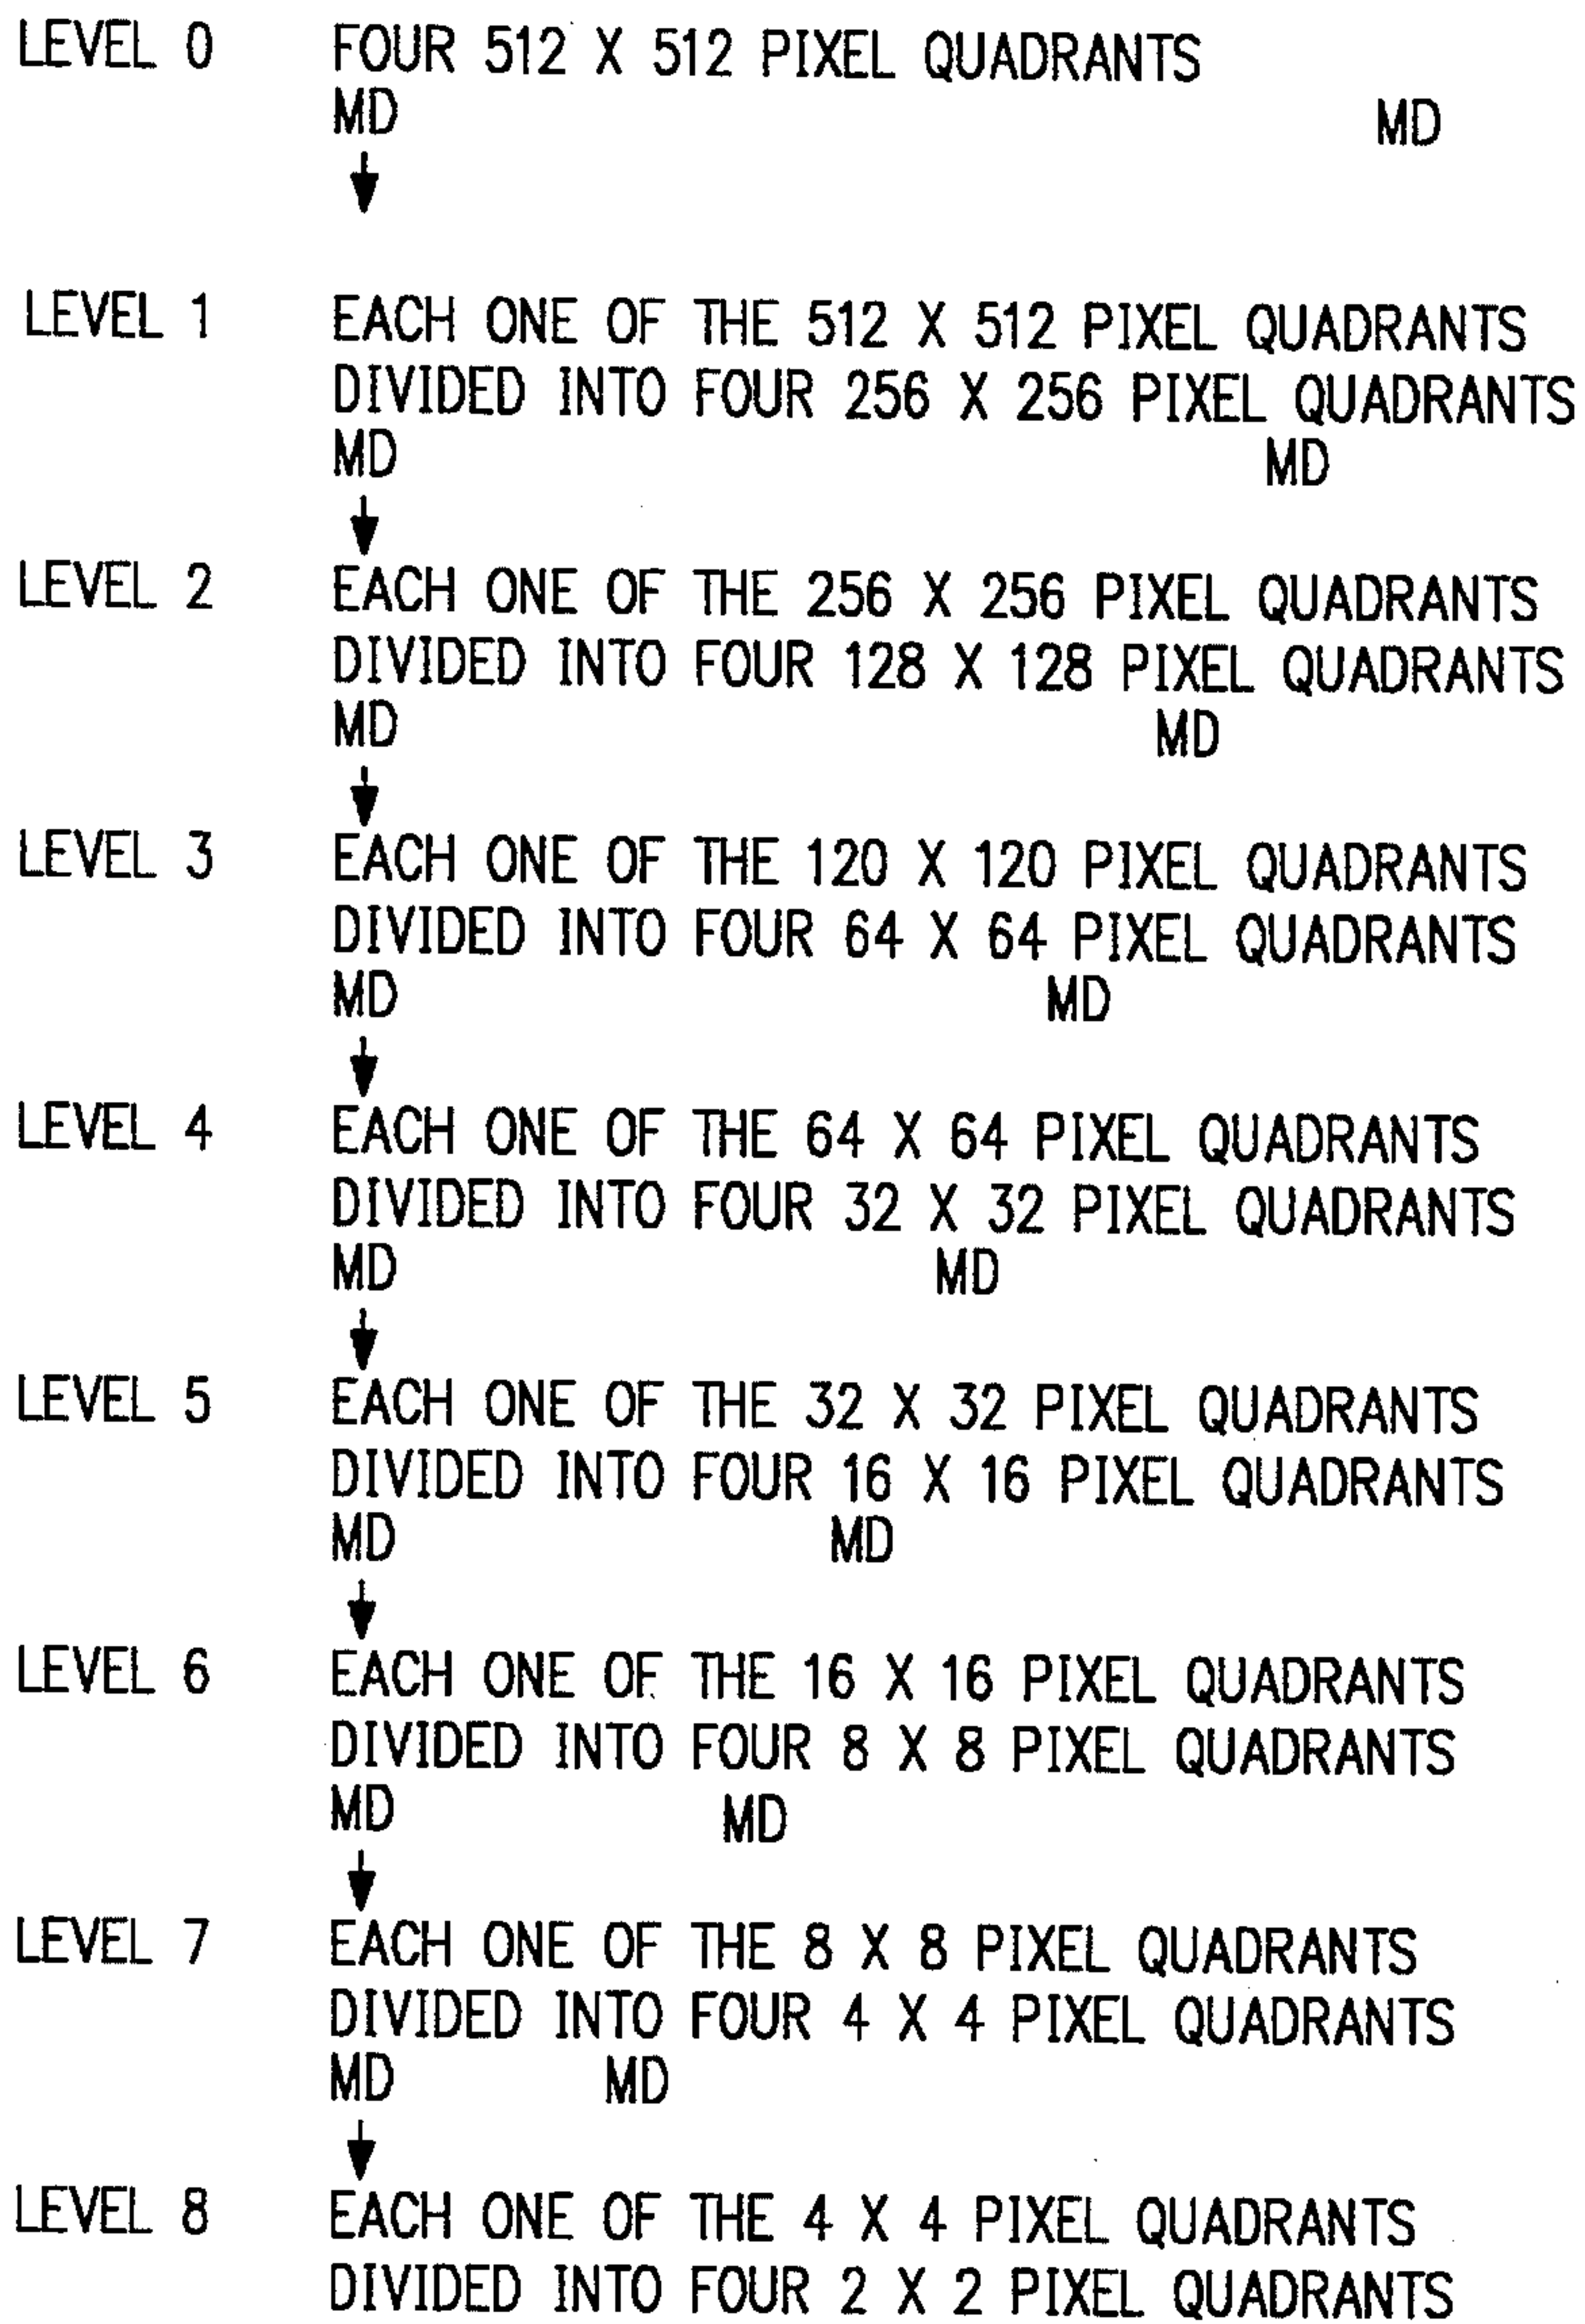 LEVEL 0 FOUR 512 X 512 PIXEL QUADRANTS
MD MD
LEVEL 1 EACH ONE OF THE 512 X 512 PIXEL QUADRANTS
DIVIDED INTO FOUR 256 X 256 PIXEL QUADRANTS
MD MD
LEVEL 2 EACH ONE OF THE 256 X 256 PIXEL QUADRANTS
DIVIDED INTO FOUR 128 X 128 PIXEL QUADRANTS
MD MD
LEVEL 3 EACH ONE OF THE 120 X 120 PIXEL QUADRANTS
DIVIDED INTO FOUR 64 X 64 PIXEL QUADRANTS
MD MD
LEVEL 4 EACH ONE OF THE 64 X 64 PIXEL QUADRANTS
DIVIDED INTO FOUR 32 X 32 PIXEL QUADRANTS
MD MD
LEVEL 5 EACH ONE OF THE 32 X 32 PIXEL QUADRANTS
DIVIDED INTO FOUR 16 X 16 PIXEL QUADRANTS
MD MD
LEVEL 6 EACH ONE OF THE 16 X 16 PIXEL QUADRANTS
DIVIDED INTO FOUR 8 X 8 PIXEL QUADRANTS
MD MD
LEVEL 7 EACH ONE OF THE 8 X 8 PIXEL QUADRANTS
DIVIDED INTO FOUR 4 X 4 PIXEL QUADRANTS
MD MD
LEVEL 8 EACH ONE OF THE 4 X 4 PIXEL QUADRANTS
DIVIDED INTO FOUR 2 X 2 PIXEL QUADRANTS